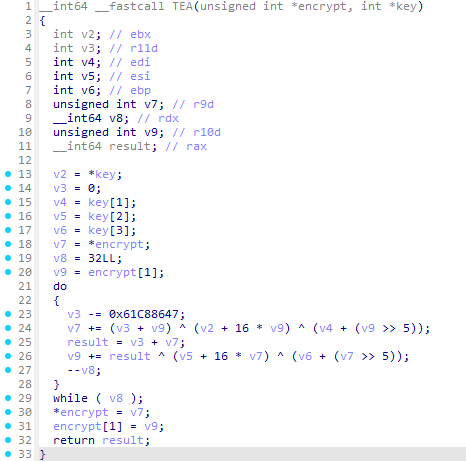 1 __int64 __fastcall TEA(unsigned int *encrypt, int *key)
2 {
3 int v2; // ebx
4 int v3; // r11d
5 int v4; // edi
6 int v5; // esi
7 int v6; // ebp
8 unsigned int v7; // r9d
9 __int64 v8; // rdx
10 unsigned int v9; // r10d
11 __int64 result; // rax
12
13 v2 = *key;
14 v3 = 0;
15 v4 = key[1];
16 v5 = key[2];
17 v6 = key[3];
18 v7 = *encrypt;
19 v8 = 32LL;
20 v9 = encrypt[1];
21 do
22 {
23 v3 -= 0x61C88647;
24 v7 += (v3 + v9) ^ (v2 + 16 * v9) ^ (v4 + (v9 >> 5));
25 result = v3 + v7;
26 v9 += result ^ (v5 + 16 * v7) ^ (v6 + (v7 >> 5));
27 --v8;
28 }
29 while ( v8 );
30 *encrypt = v7;
31 encrypt[1] = v9;
32 return result;
33 }